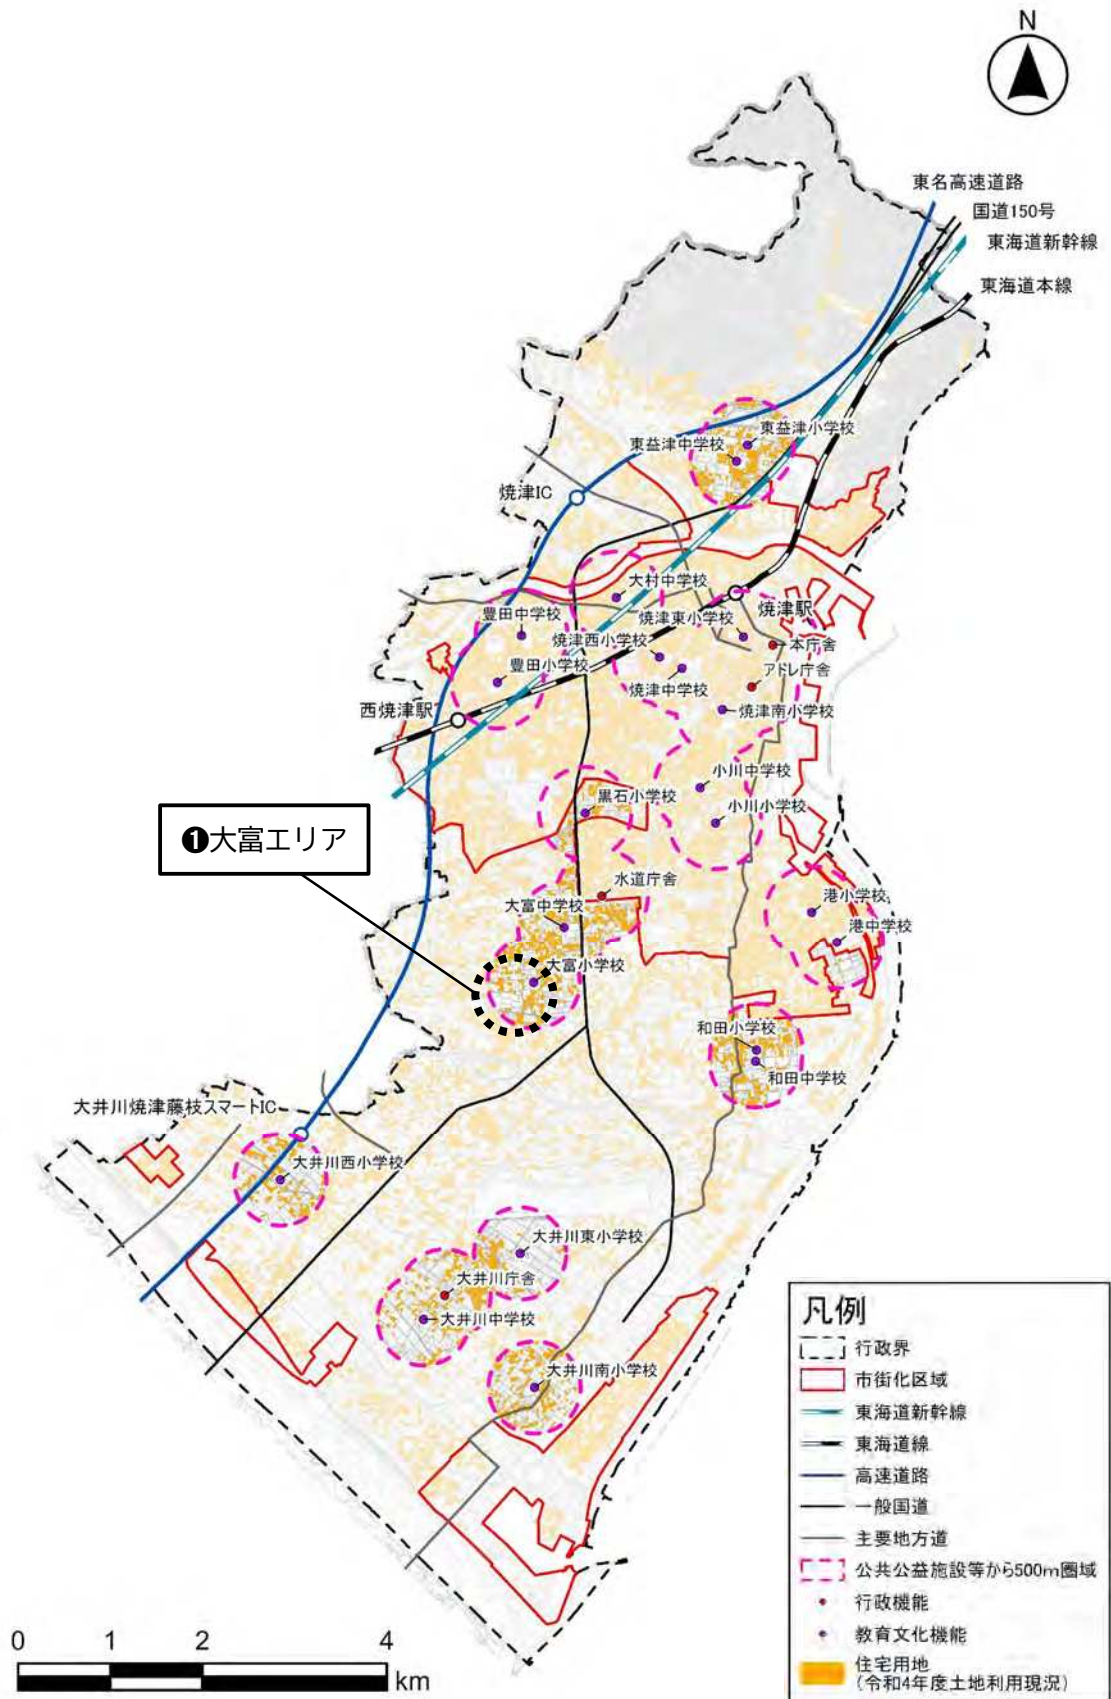 N
東名高速道路
国道150号
東海道新幹線
東海道本線
東益津小学校
東益津中学校
焼津IC
大村中学校
焼津駅
豊田中学校
焼津東小学校
本庁舎
焼津西小学校
豊田小学校
アトレ庁舎
焼津中学校
西焼津駅
焼津南小学校
小川中学校
黒石小学校
小川小学校
❶大富エリア
水道庁舎
大富中学校
港小学校
港中学校
大富小学校
和田小学校
和田中学校
大井川焼津藤枝スマートIC
大井川西小学校
大井川東小学校
大井川庁舎
大井川中学校
大井川南小学校
凡例
行政界
市街化区域
東海道新幹線
東海道線
高速道路
一般国道
主要地方道
公共公益施設等から500m圏域
行政機能
教育文化機能
住宅用地
(令和4年度土地利用現況)
0 1 2 4
km